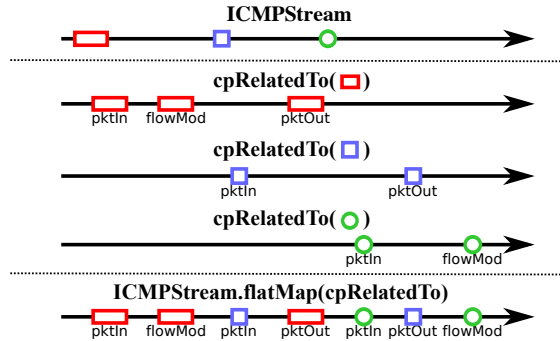 ICMPStream
cpRelatedTo( )
pktIn flowMod pktOut
cpRelatedTo( )
pktIn pktOut
cpRelatedTo( )
pktIn flowMod
ICMPStream.flatMap(cpRelatedTo)
pktIn flowMod pktIn pktOut pktIn pktOut flowMod